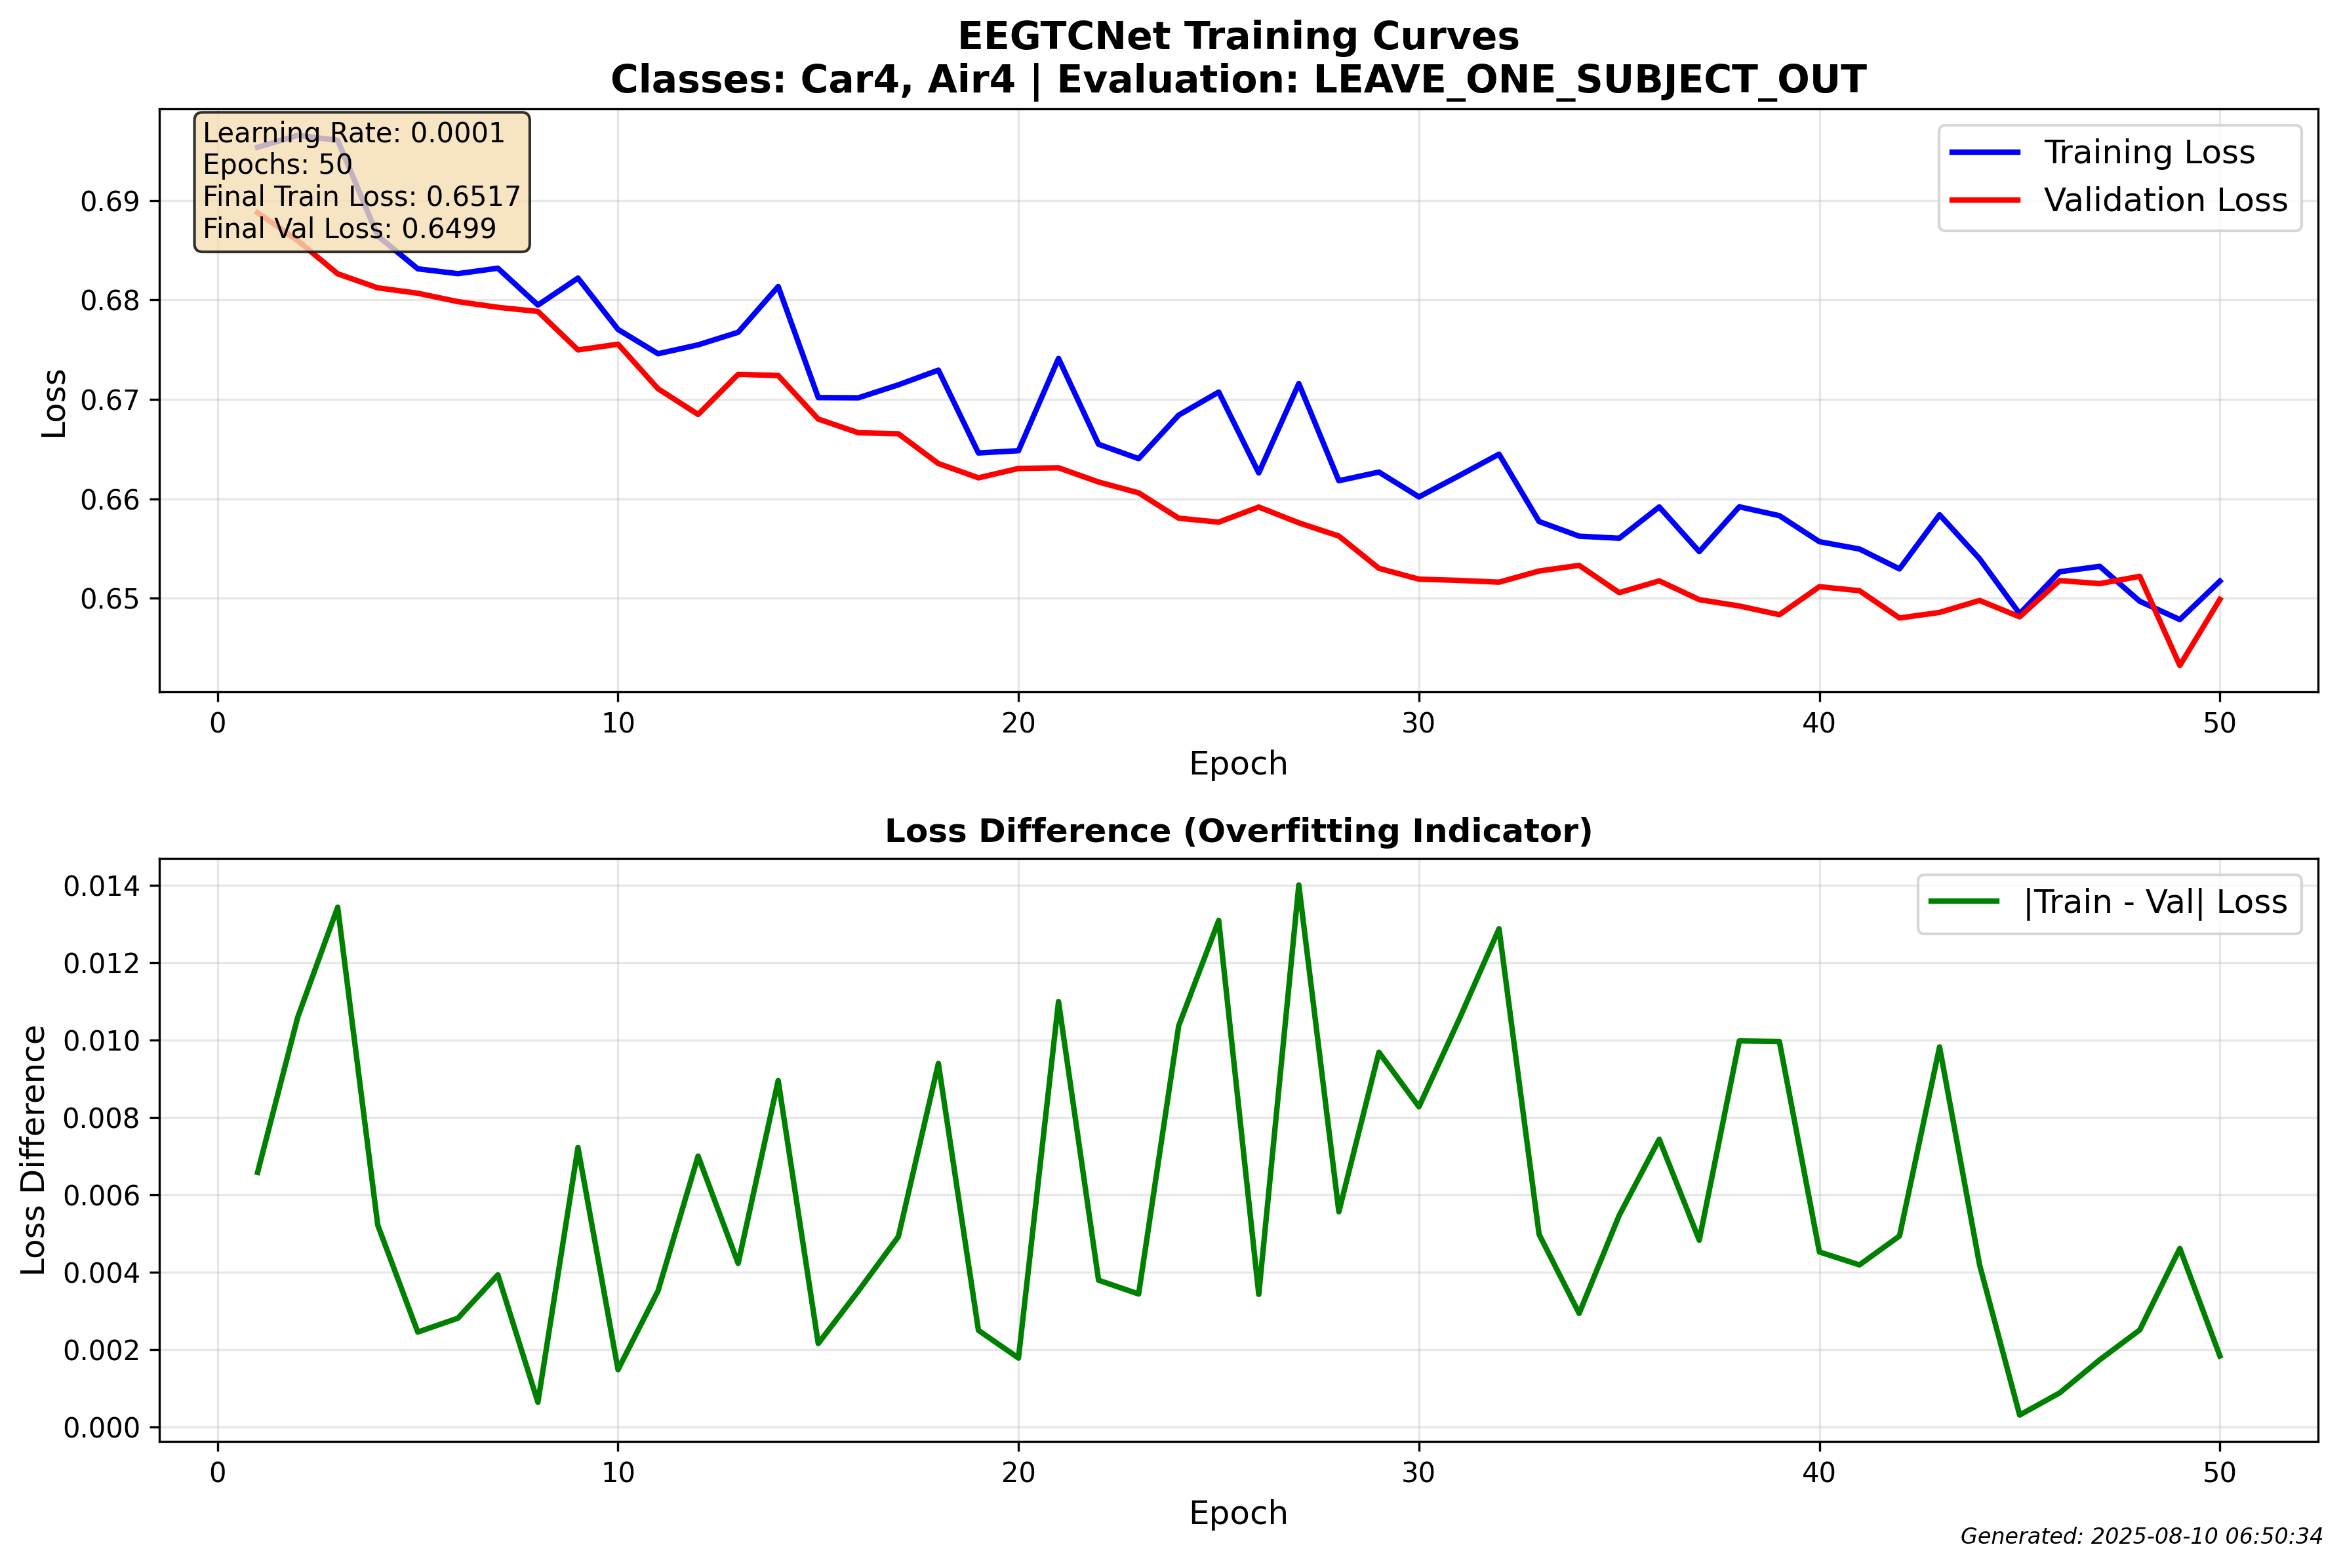 EEGTCNet Training Curves
Classes: Car4, Air4 | Evaluation: LEAVE_ONE_SUBJECT_OUT
Learning Rate: 0.0001
Epochs: 50
Final Train Loss: 0.6517
Final Val Loss: 0.6499
Training Loss
Validation Loss
Loss
0.69
0.68
0.67
0.66
0.65
0 10 20 30 40 50
Epoch
Loss Difference (Overfitting Indicator)
|Train - Val| Loss
Loss Difference
0.014
0.012
0.010
0.008
0.006
0.004
0.002
0.000
0 10 20 30 40 50
Epoch
Generated: 2025-08-10 06:50:34